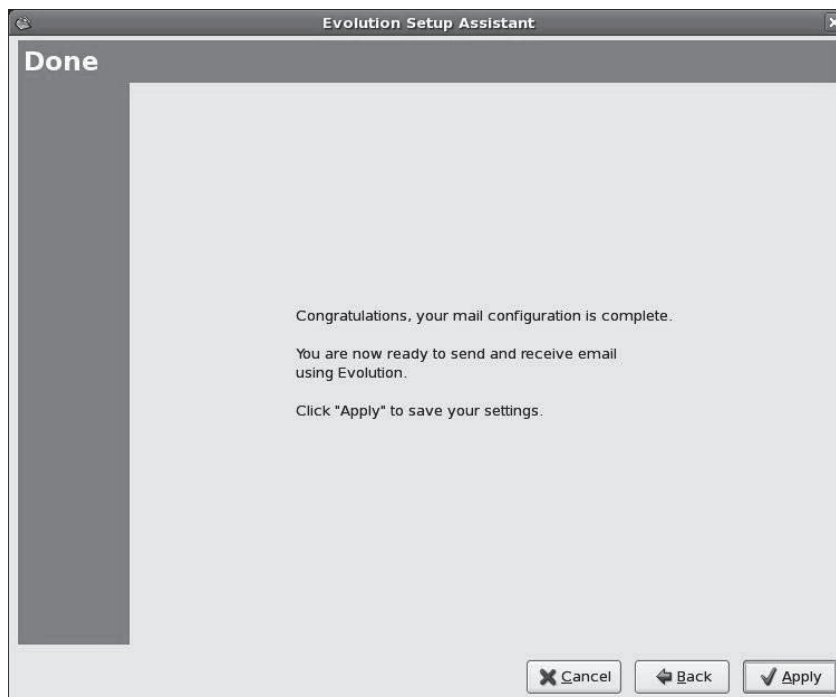 Evolution Setup Assistant
Done
Congratulations, your mail configuration is complete.
You are now ready to send and receive email
using Evolution.
Click "Apply" to save your settings.
Cancel
Back
Apply